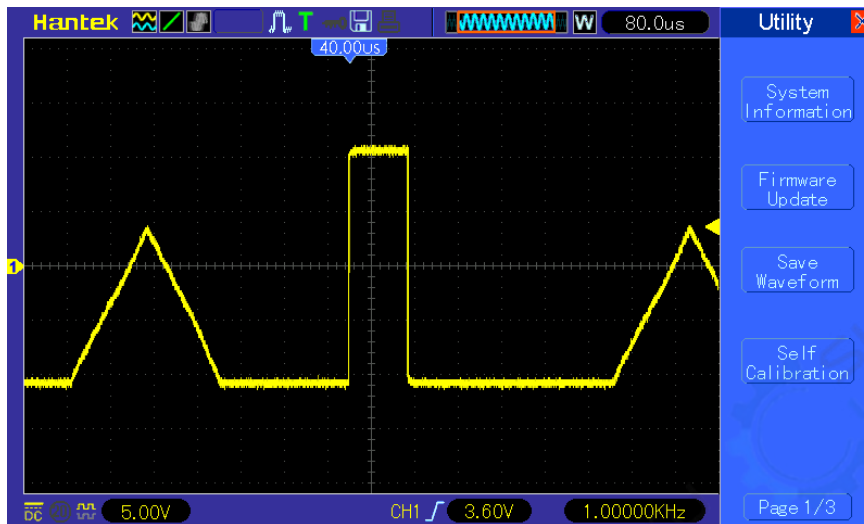 Hantek
T
W
80.0us
Utility
40.00us
System
Information
Firmware
Update
Save
Waveform
Self
Calibration
1
DC
5.00V
CH1
3.60V
1.00000KHz
Page 1/3